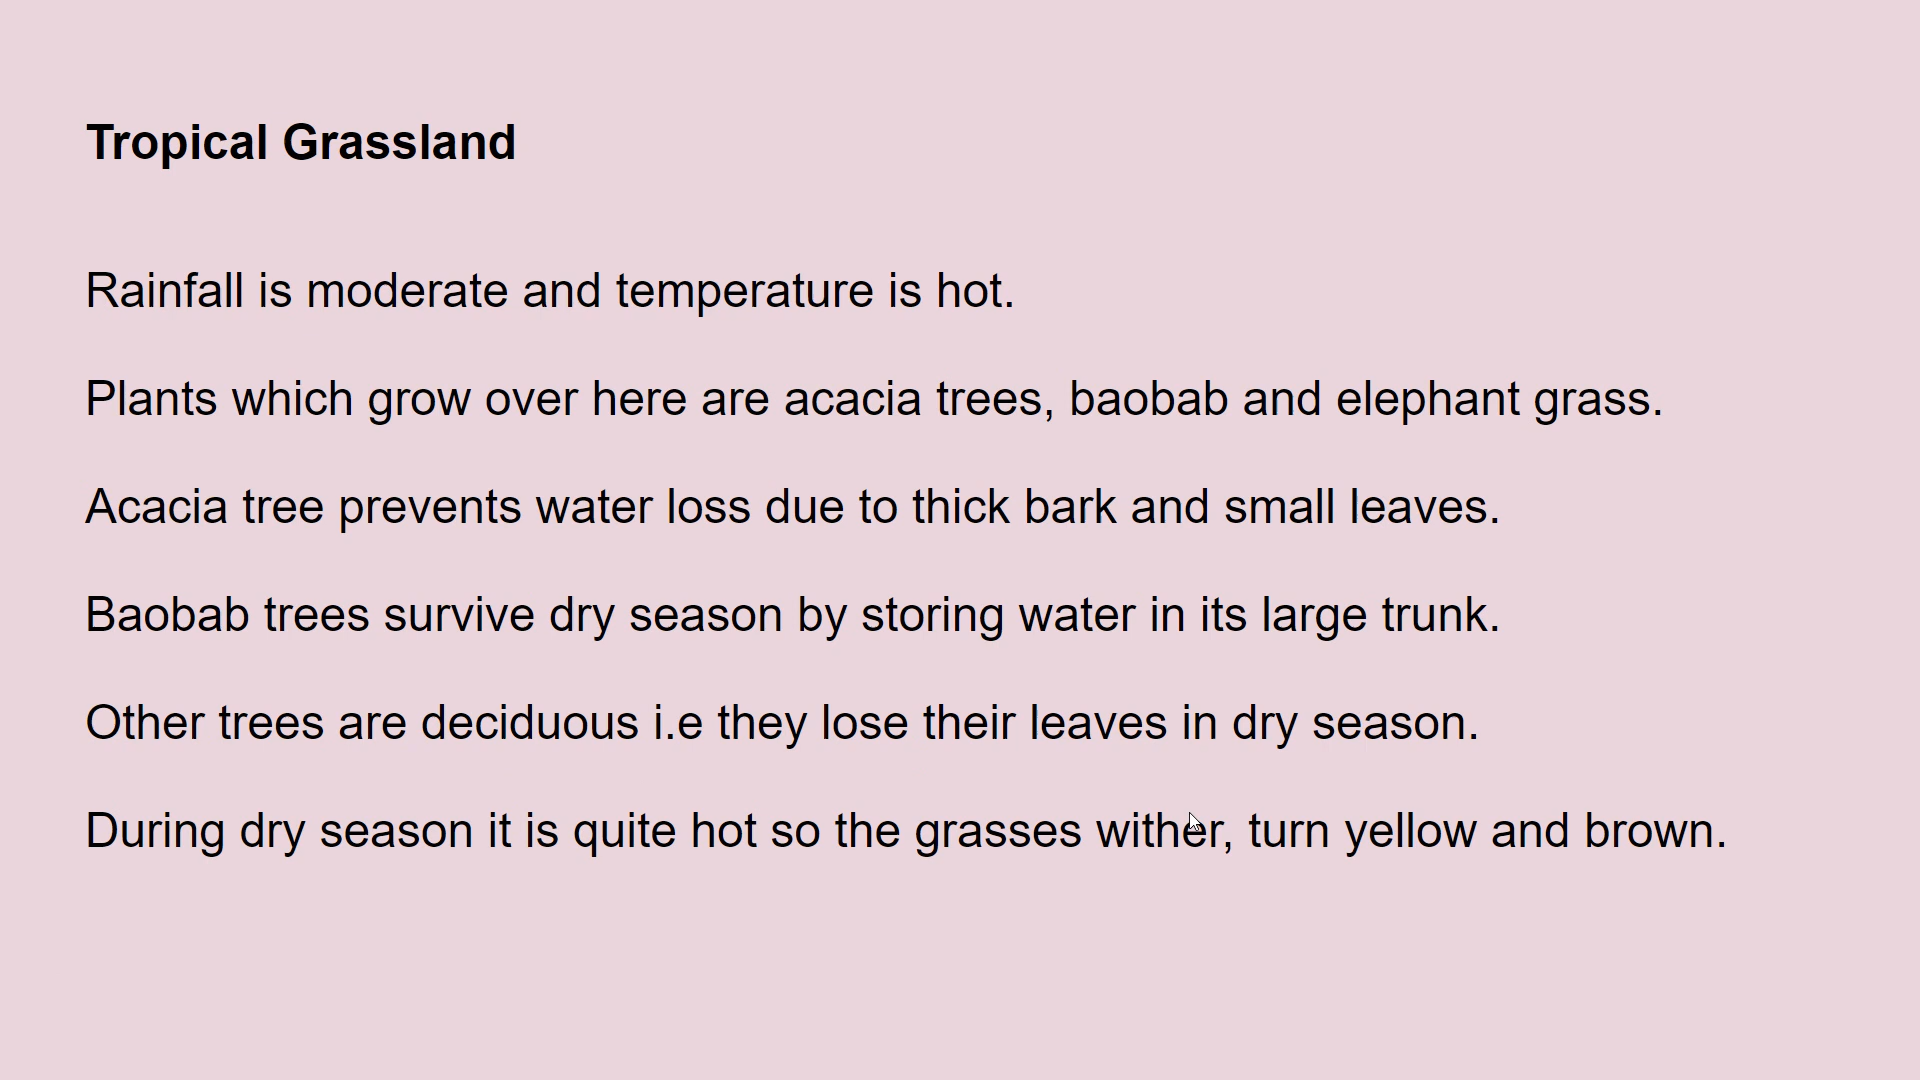 Tropical Grassland
Rainfall is moderate and temperature is hot.
Plants which grow over here are acacia trees, baobab and elephant grass.
Acacia tree prevents water loss due to thick bark and small leaves.
Baobab trees survive dry season by storing water in its large trunk.
Other trees are deciduous i.e they lose their leaves in dry season.
During dry season it is quite hot so the grasses wither, turn yellow and brown.